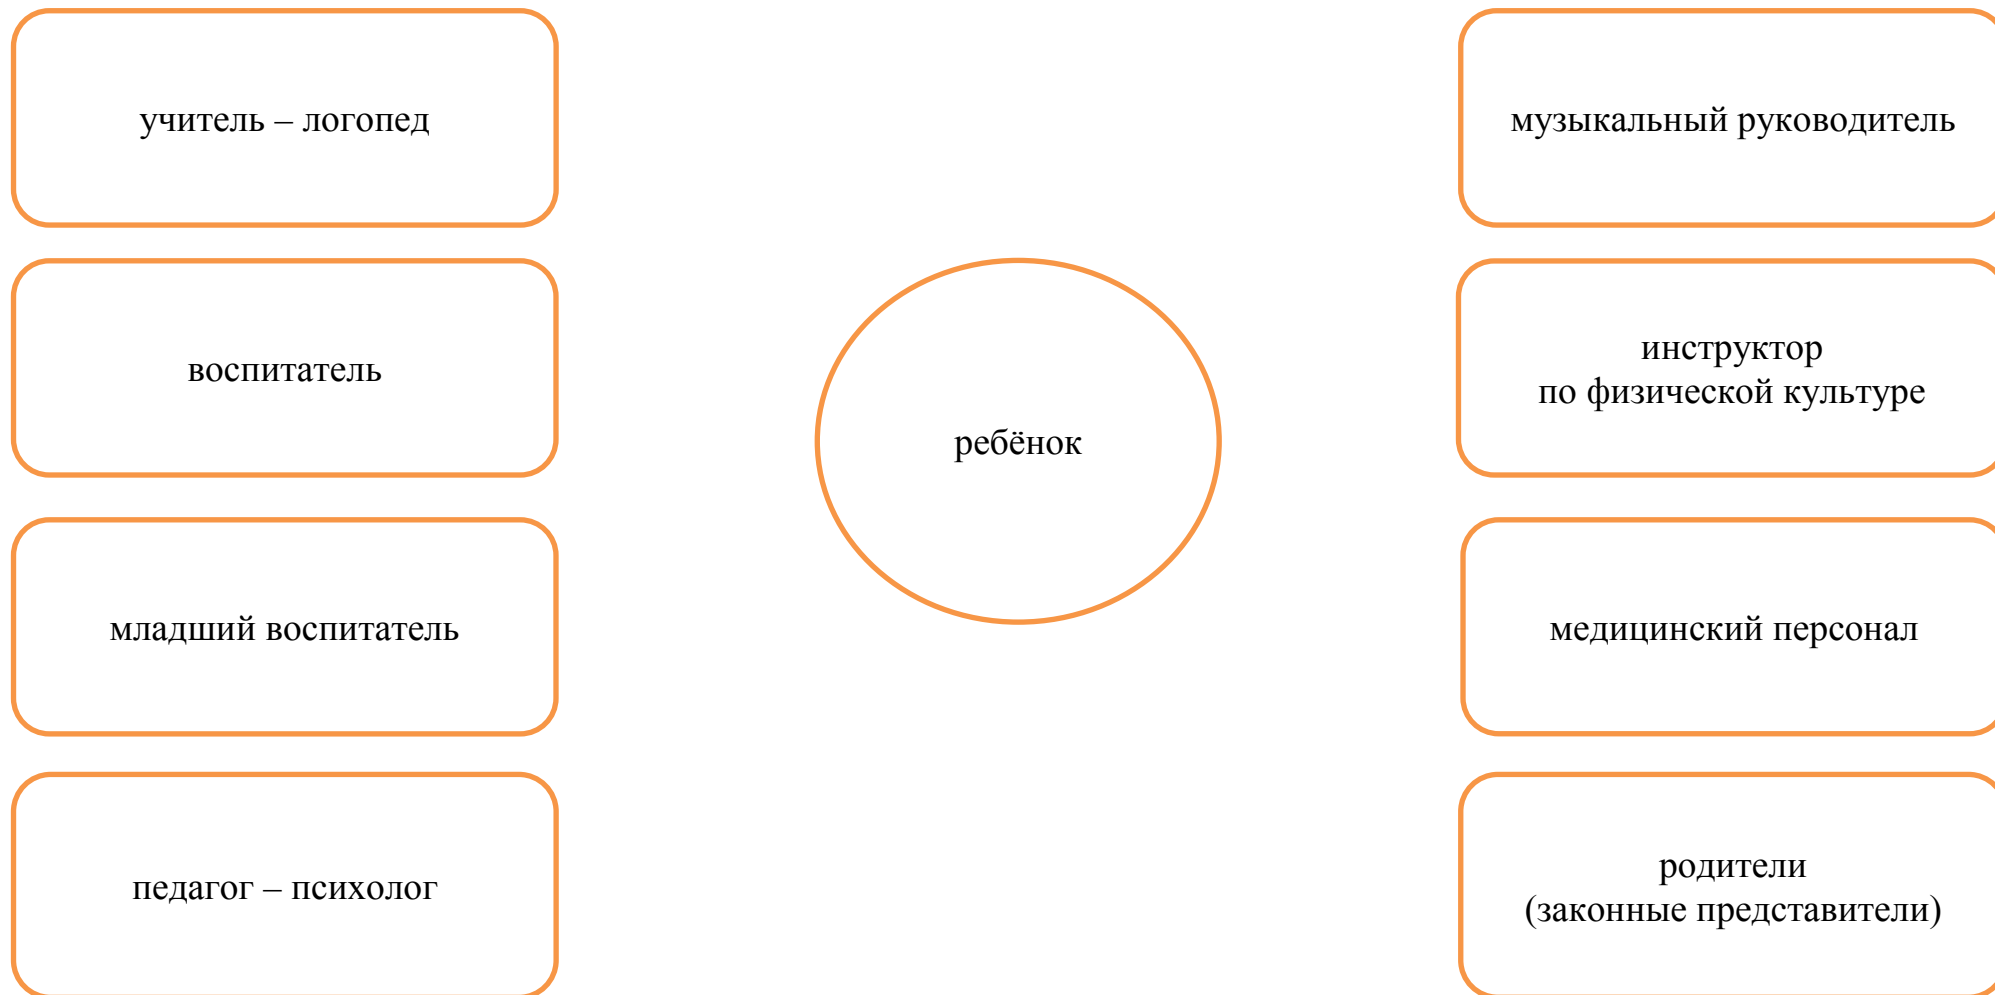 учитель – логопед
воспитатель
младший воспитатель
педагог – психолог
ребёнок
музыкальный руководитель
инструктор
по физической культуре
медицинский персонал
родители
(законные представители)